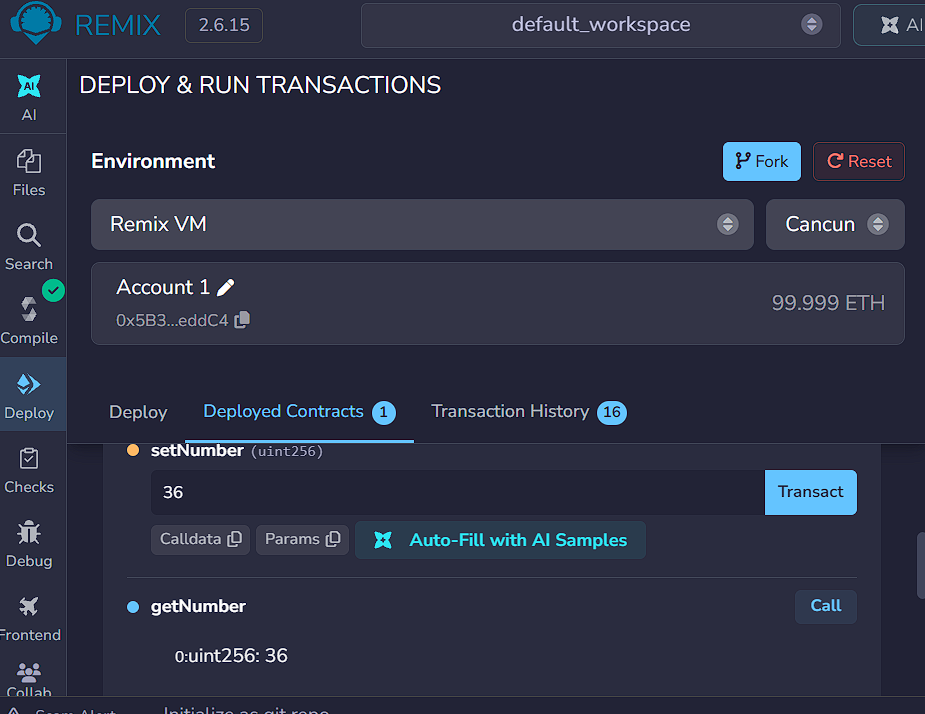 REMIX 2.6.15 default_workspace AI
DEPLOY & RUN TRANSACTIONS
AI
Files
Search
Compile
Deploy
Checks
Debug
Frontend
Collab
Environment Fork Reset
Remix VM Cancun
Account 1
0x5B3...eddC4 99.999 ETH
Deploy Deployed Contracts 1 Transaction History 16
setNumber (uint256)
36 Transact
Calldata Params Auto-Fill with AI Samples
getNumber Call
0:uint256: 36
Scam Alert Initialize as git repo